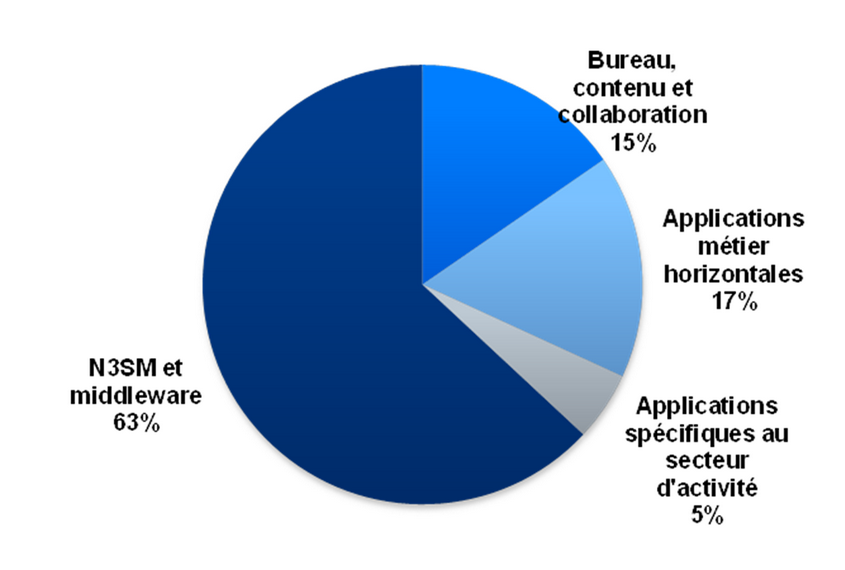 Bureau,
contenu et
collaboration
15%
Applications
métier
horizontales
17%
N3SM et
middleware
63%
Applications
spécifiques au
secteur
d'activité
5%